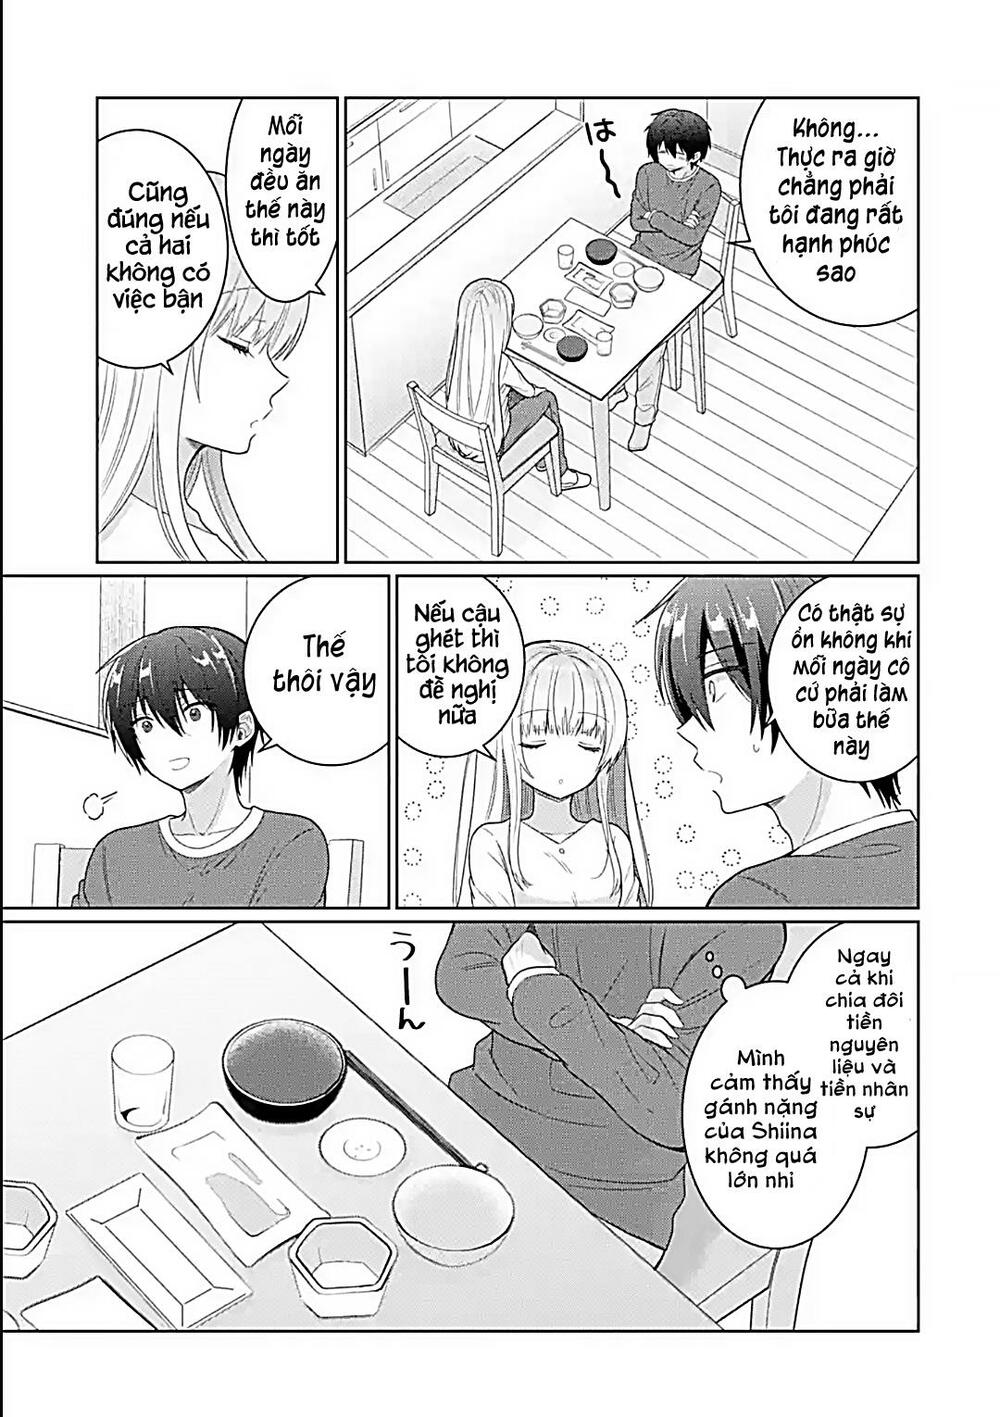 Không...
Thực ra giờ
chẳng phải
tôi đang rất
hạnh phúc
sao
は〜
Mỗi
ngày
đều ăn
thế này
thì tốt
Cũng
đúng nếu
cả hai
không có
việc bận
Có thật sự
ổn không khi
mỗi ngày cô
cứ phải làm
bữa thế
này
Nếu cậu
ghét thì
tôi không
đề nghị
nữa
Thế
thôi vậy
Ngay
cả khi
chia đôi
tiền
nguyên
liệu và
tiền nhân
sự
Mình
cảm thấy
gánh nặng
của Shiina
không quá
lớn nhỉ
うーん